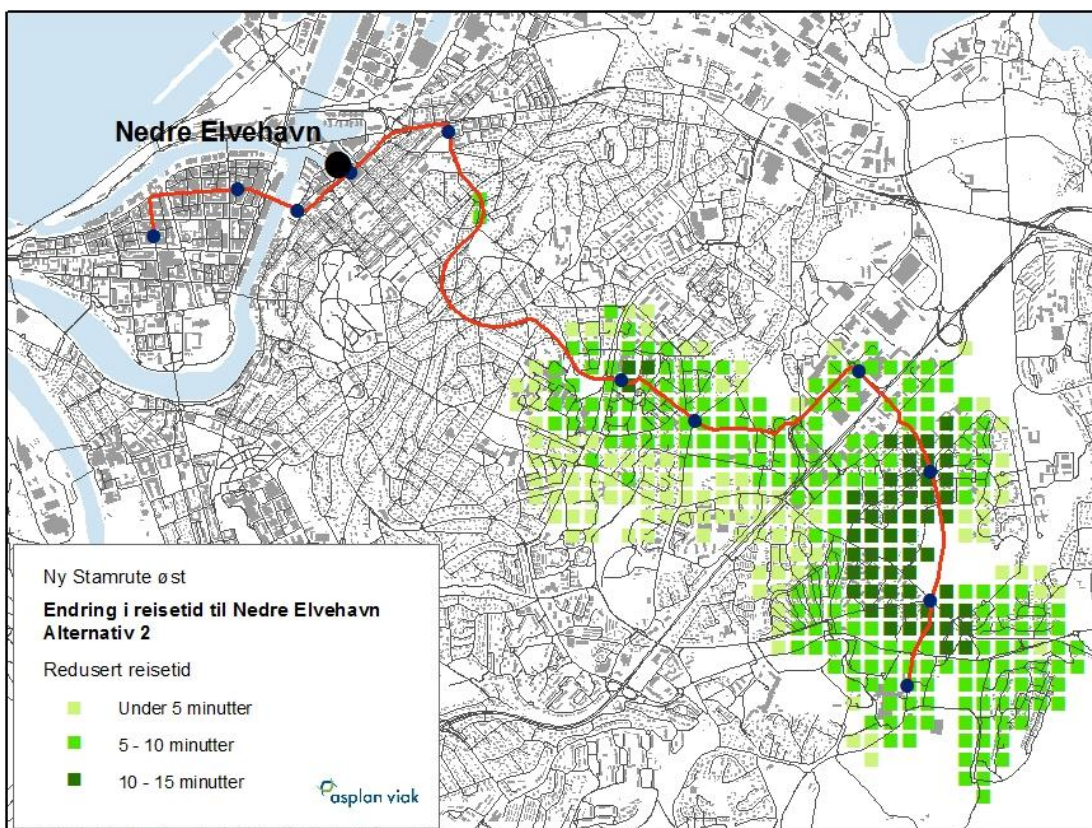 Nedre Elvehavn
Ny Stamrute øst
Endring i reisetid til Nedre Elvehavn
Alternativ 2
Redusert reisetid
Under 5 minutter
5 - 10 minutter
10 - 15 minutter
asplan viak